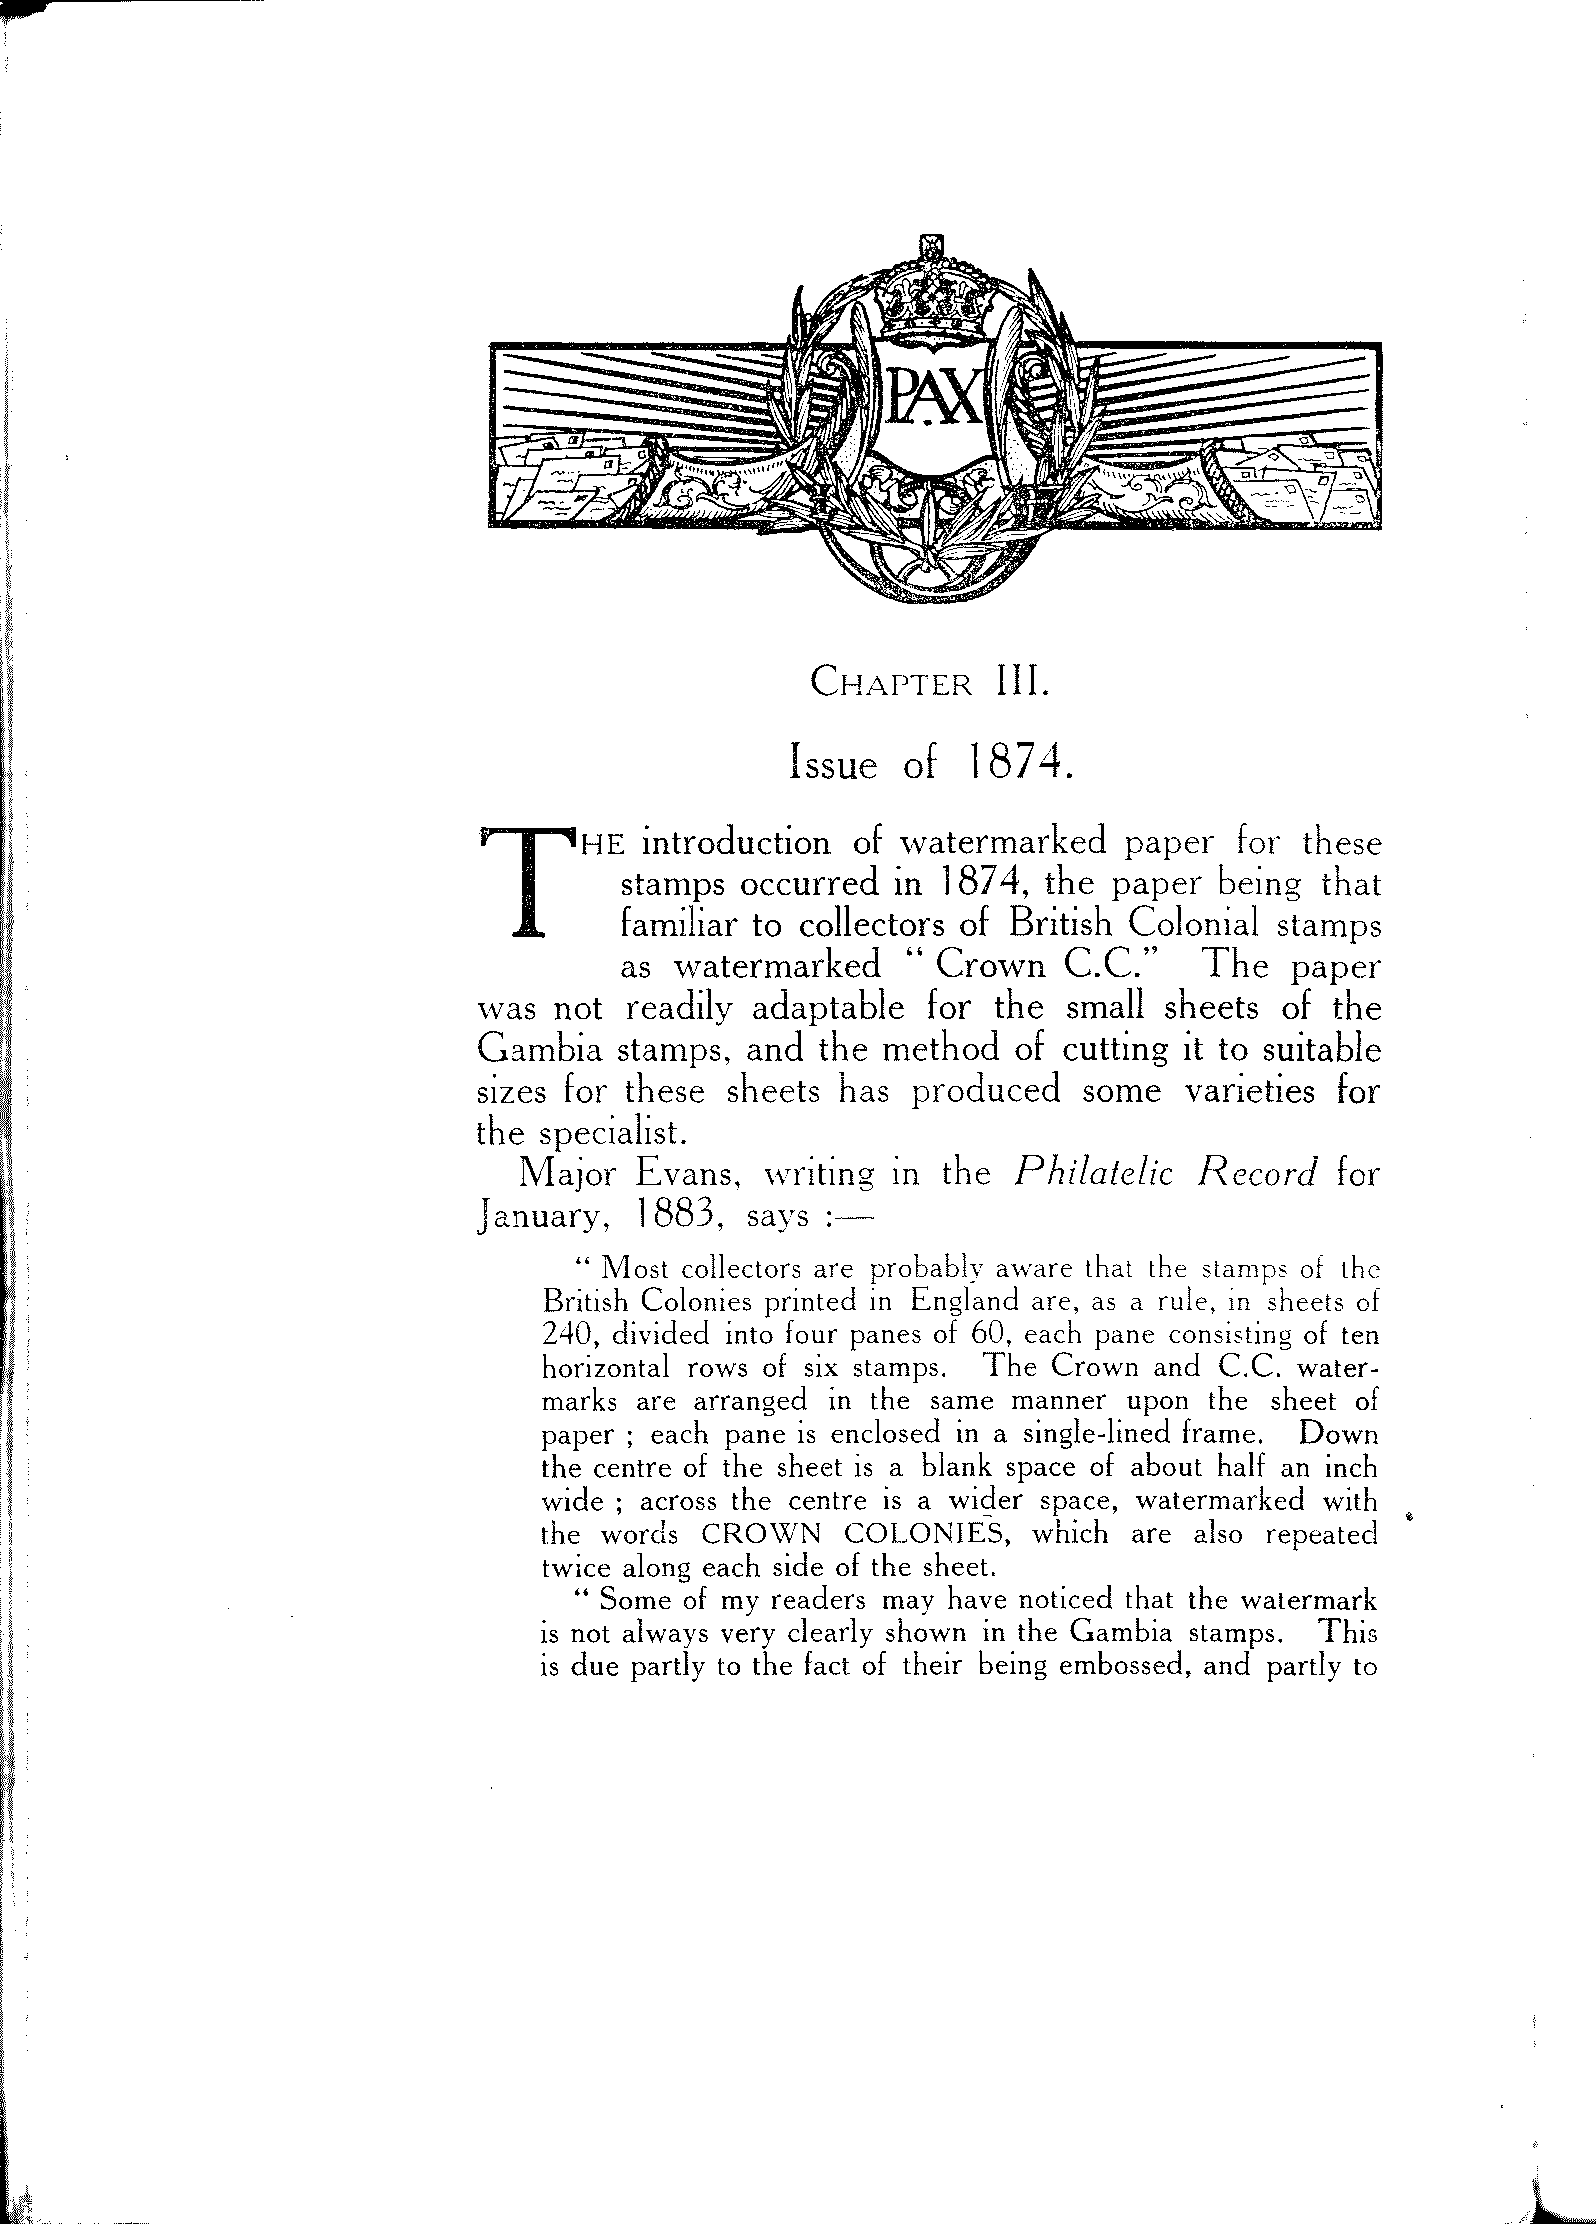 PAX
CHAPTER III.
Issue of 1874.
THE introduction of watermarked paper for these
stamps occurred in 1874, the paper being that
familiar to collectors of British Colonial stamps
as watermarked “ Crown C.C.” The paper
was not readily adaptable for the small sheets of the
Gambia stamps, and the method of cutting it to suitable
sizes for these sheets has produced some varieties for
the specialist.
Major Evans, writing in the Philatelic Record for
January, 1883, says :—
“ Most collectors are probably aware that the stamps of the
British Colonies printed in England are, as a rule, in sheets of
240, divided into four panes of 60, each pane consisting of ten
horizontal rows of six stamps. The Crown and C.C. water-
marks are arranged in the same manner upon the sheet of
paper ; each pane is enclosed in a single-lined frame. Down
the centre of the sheet is a blank space of about half an inch
wide ; across the centre is a wider space, watermarked with
the words CROWN COLONIES, which are also repeated
twice along each side of the sheet.
“ Some of my readers may have noticed that the watermark
is not always very clearly shown in the Gambia stamps. This
is due partly to the fact of their being embossed, and partly to